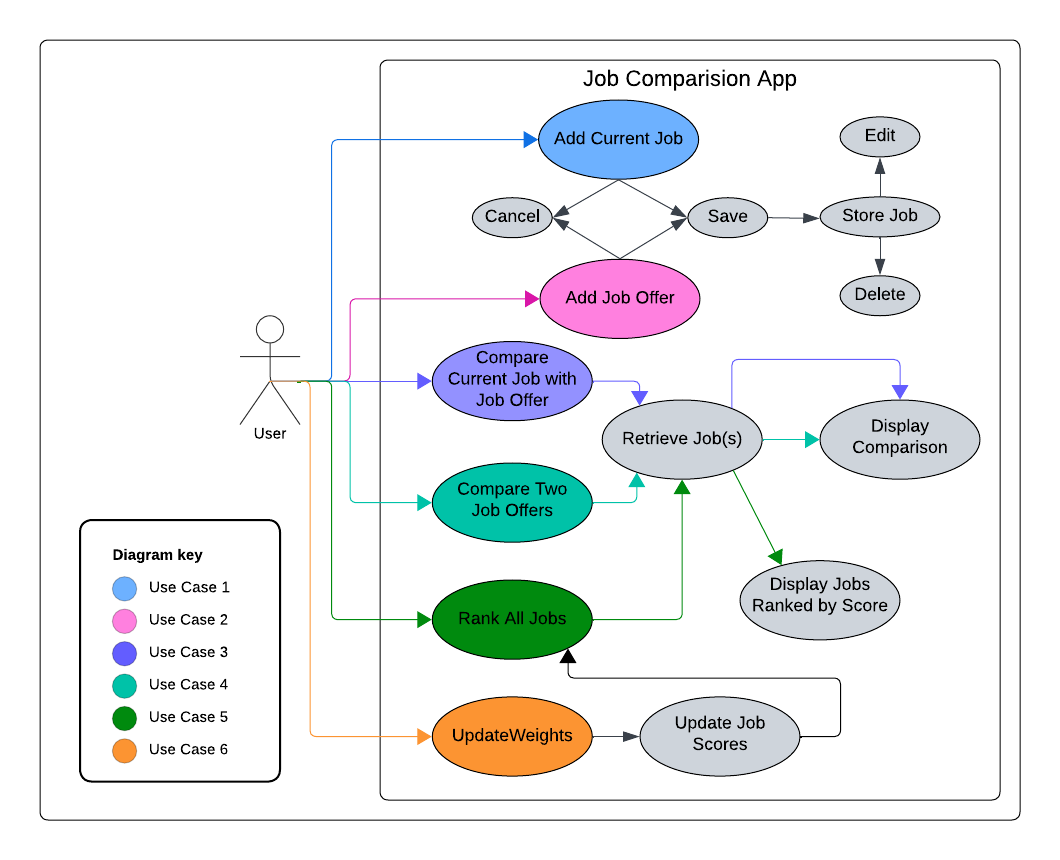 Job Comparision App
Add Current Job
Edit
Cancel
Save
Store Job
Add Job Offer
Delete
Compare
Current Job with
Job Offer
User
Retrieve Job(s)
Display
Comparison
Compare Two
Job Offers
Diagram key
Use Case 1
Use Case 2
Use Case 3
Use Case 4
Use Case 5
Use Case 6
Display Jobs
Ranked by Score
Rank All Jobs
UpdateWeights
Update Job
Scores